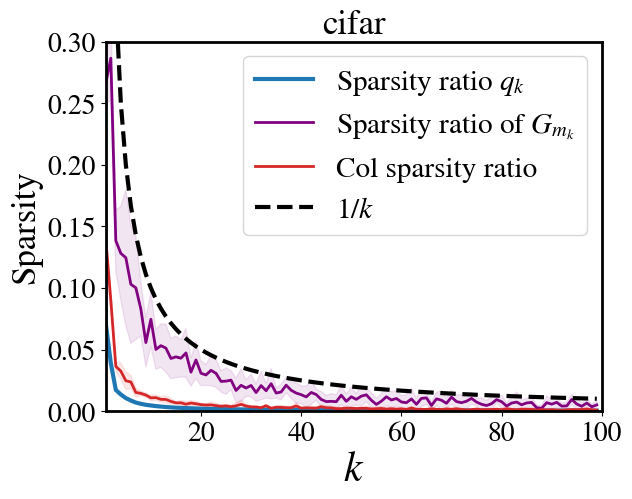 cifar
0.30
0.25
0.20
0.15
0.10
0.05
0.00
Sparsity
Sparsity ratio $q_k$
Sparsity ratio of $G_{m_k}$
Col sparsity ratio
1/k
20
40
60
80
100
k